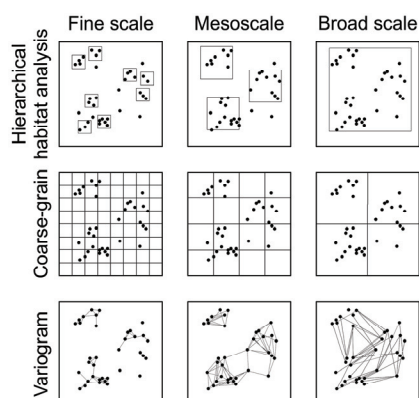 Fine scale
Mesoscale
Broad scale
Hierarchical
habitat analysis
Coarse-grain
Variogram